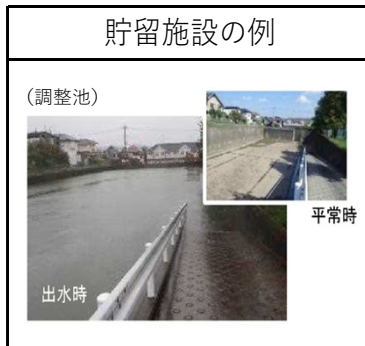 貯留施設の例
(調整池)
平常時
出水時